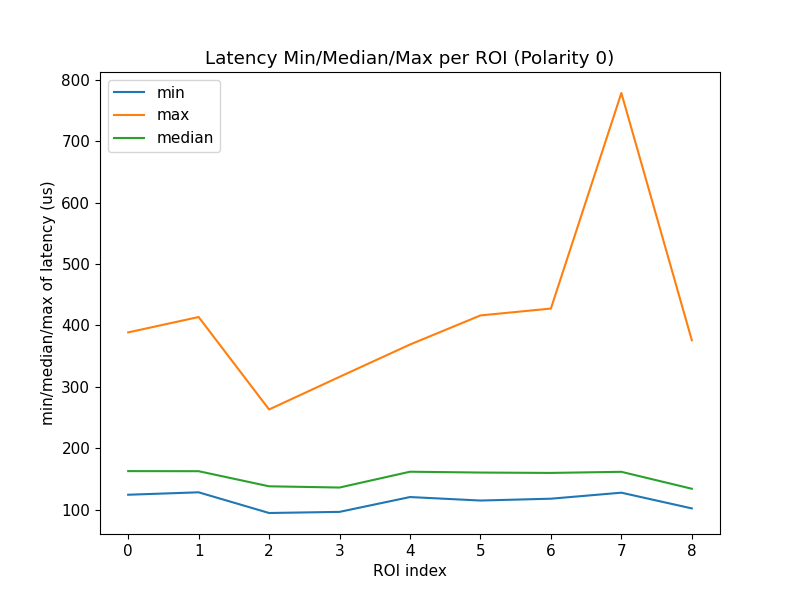 Latency Min/Median/Max per ROI (Polarity 0)
min
max
median
min/median/max of latency (us)
800
700
600
500
400
300
200
100
0 1 2 3 4 5 6 7 8
ROI index